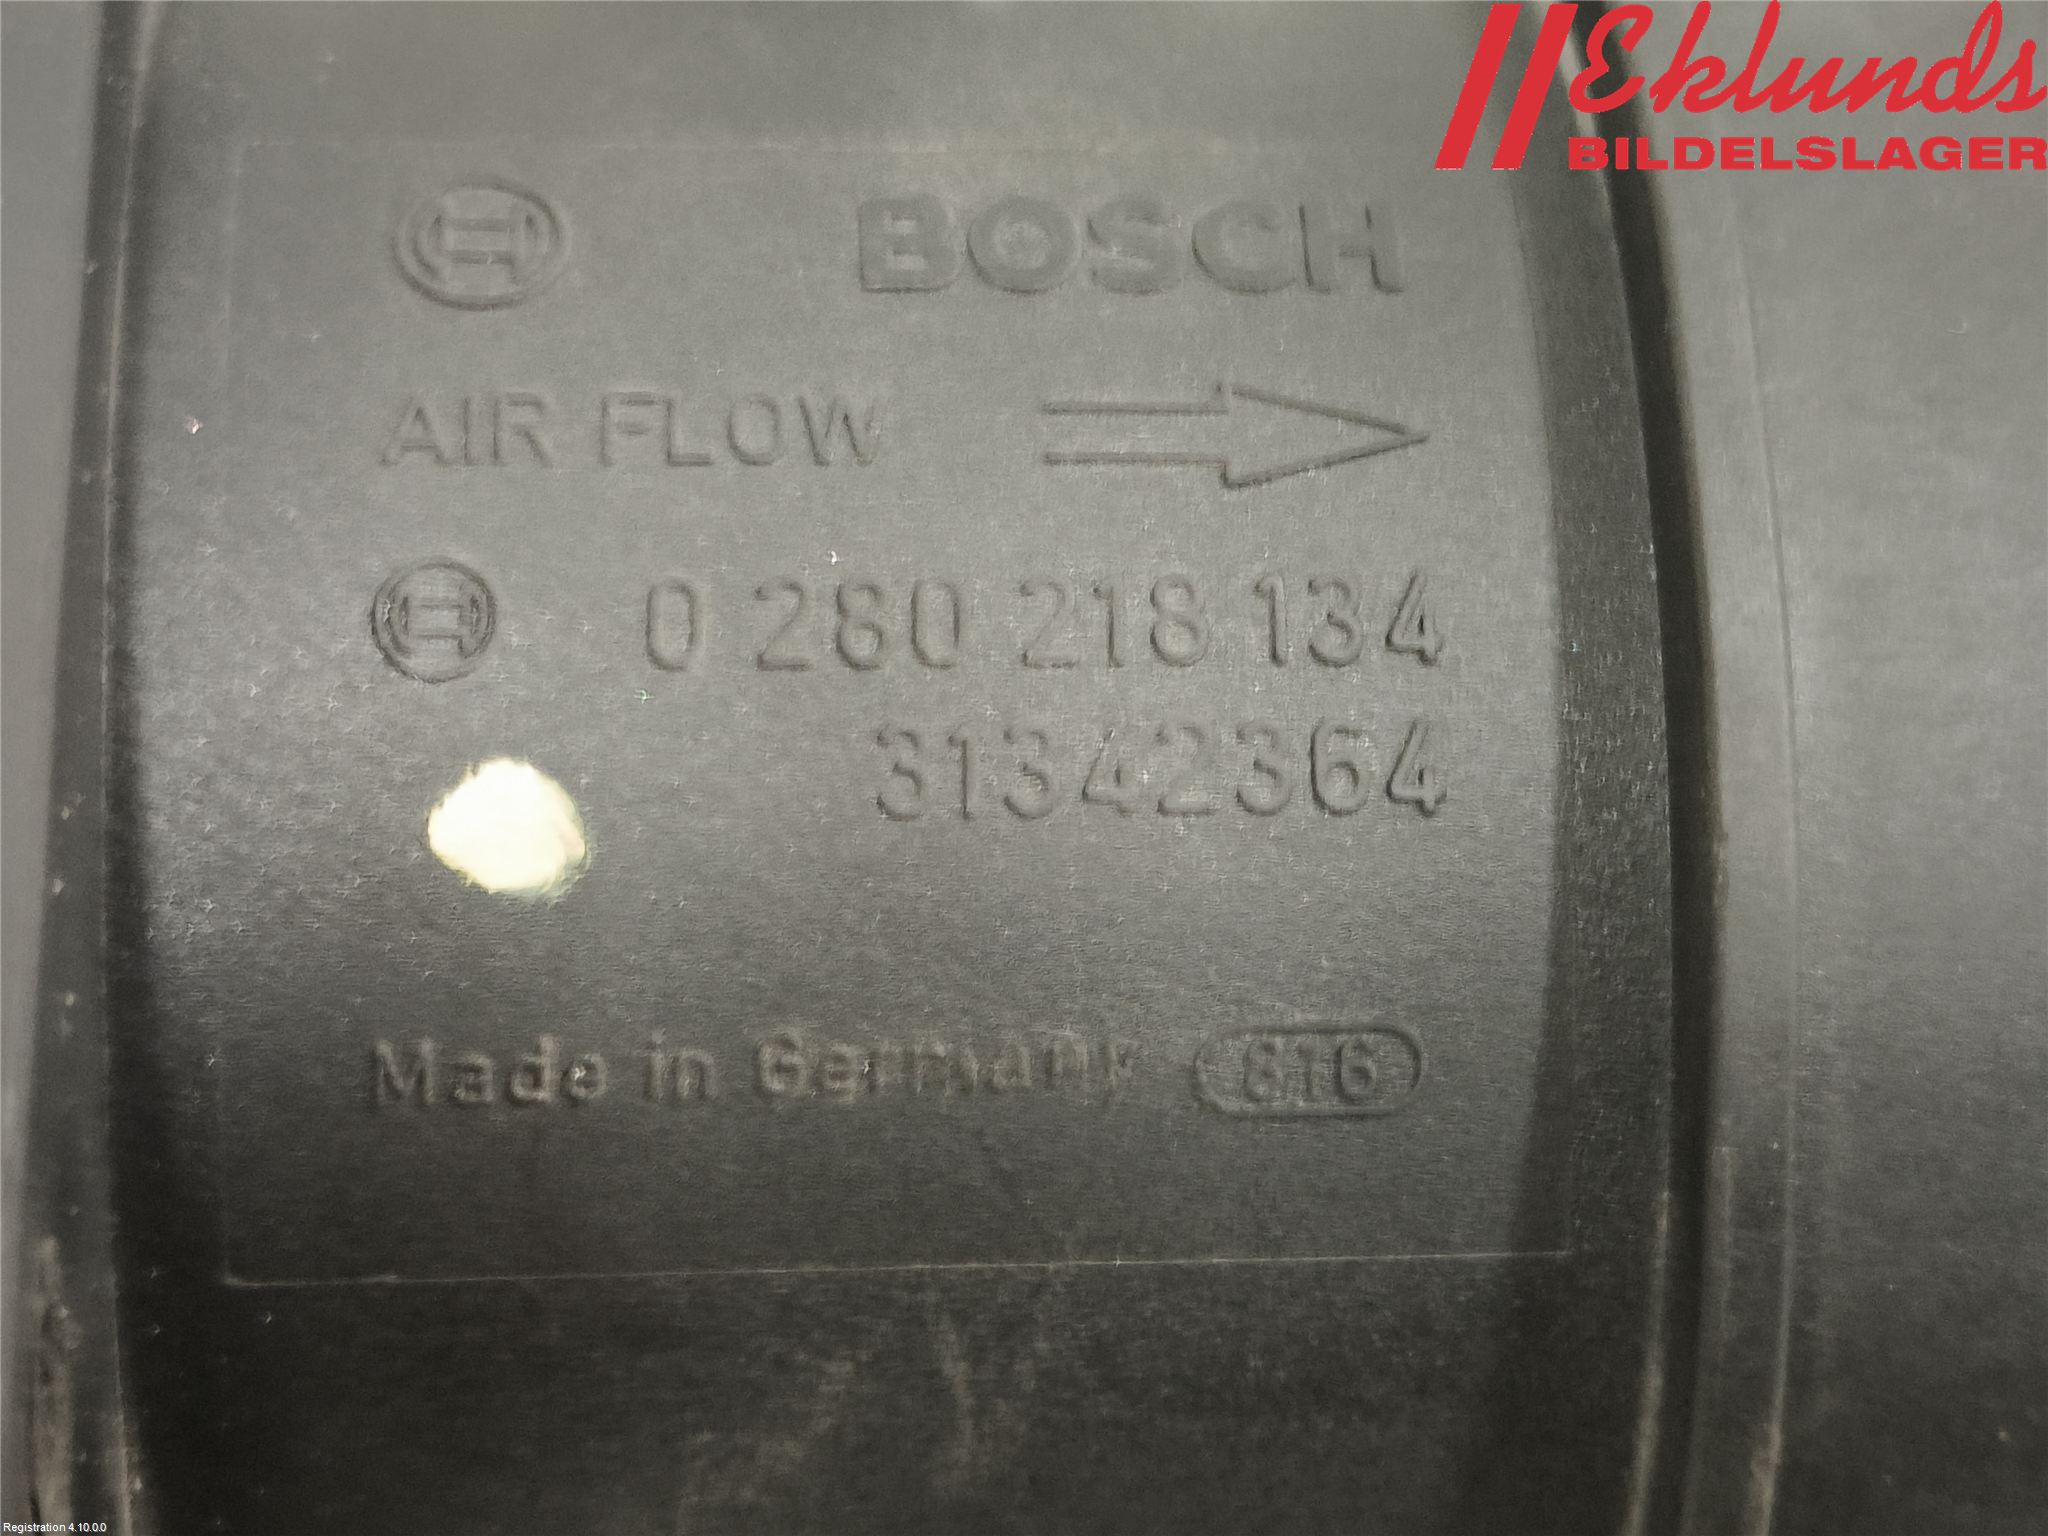 Eklunds
BILDELSLAGER
BOSCH
AIR FLOW
0 280 218 134
31342364
Made in Germany 816
Registration 4.10.0.0